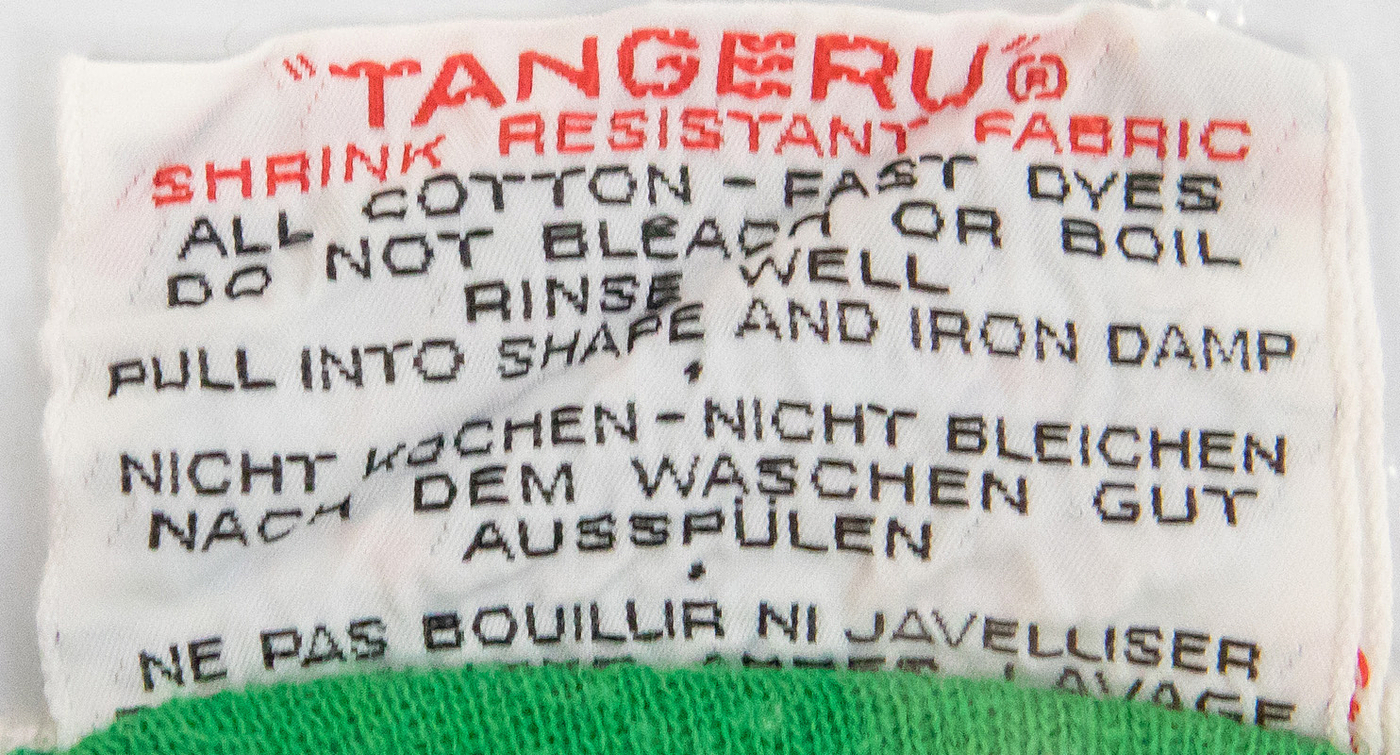 "TANGERU"®
SHRINK RESISTANT FABRIC
ALL COTTON - FAST DYES
DO NOT BLEACH OR BOIL
RINSE WELL
PULL INTO SHAPE AND IRON DAMP
NICHT KOCHEN - NICHT BLEICHEN
NACH DEM WASCHEN GUT
AUSSPÜLEN
NE PAS BOUILLIR NI JAVELLISER
LAVAGE